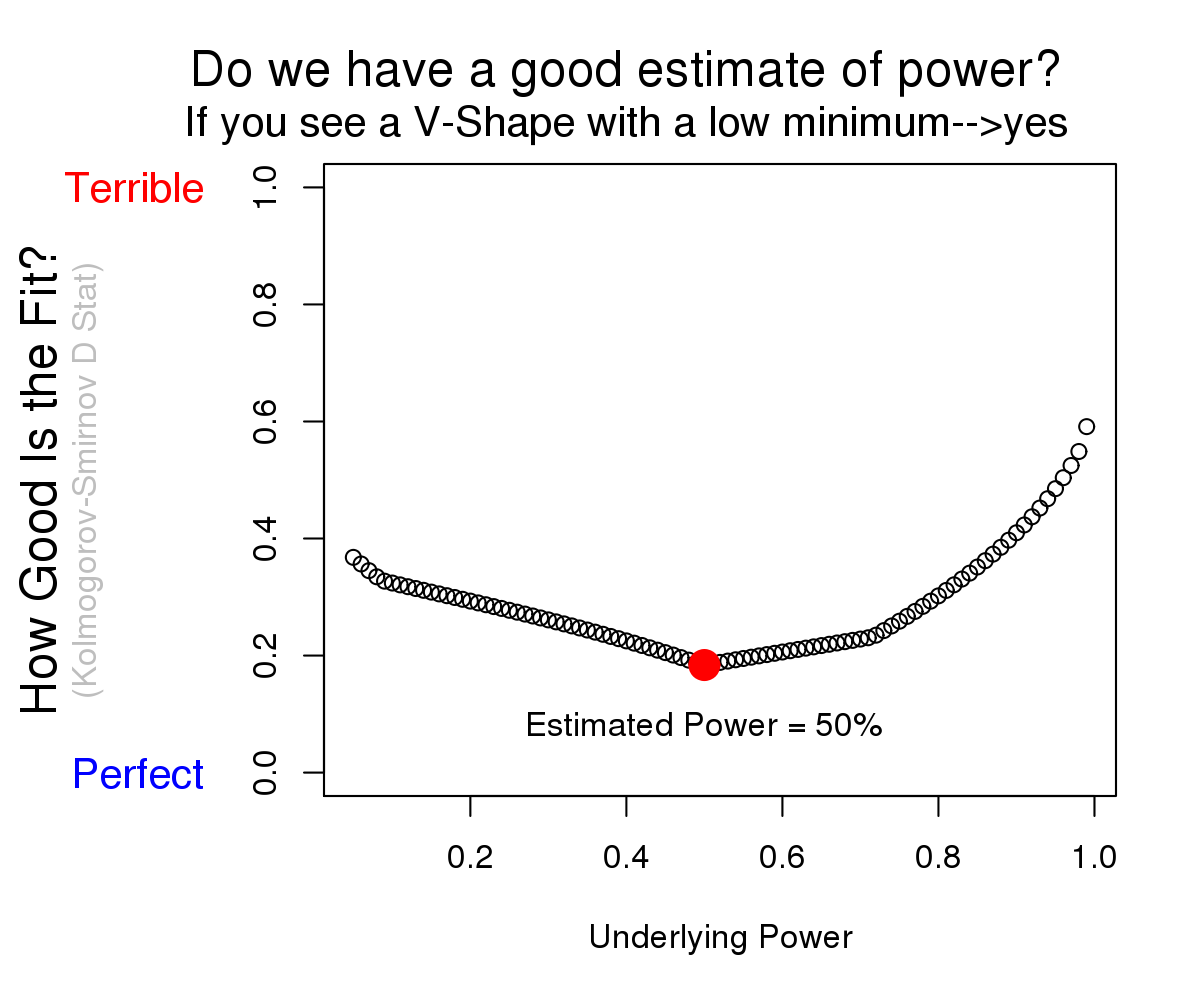 Do we have a good estimate of power?
If you see a V-Shape with a low minimum-->yes
Terrible
How Good Is the Fit?
(Kolmogorov-Smirnov D Stat)
Perfect
1.0
0.8
0.6
0.4
0.2
0.0
Estimated Power = 50%
0.2 0.4 0.6 0.8 1.0
Underlying Power